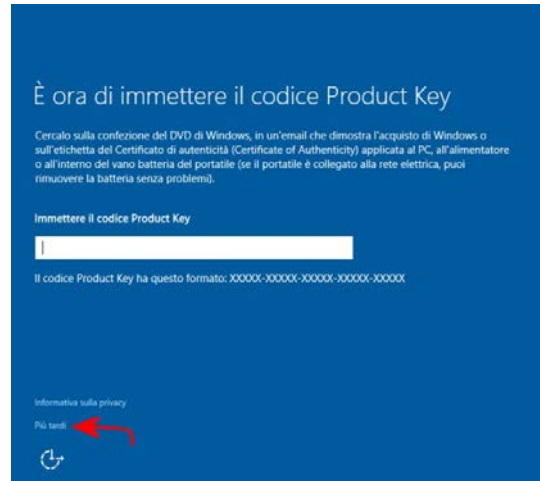 È ora di immettere il codice Product Key
Cercalo sulla confezione del DVD di Windows, in un'email che dimostra l'acquisto di Windows o
sull'etichetta del Certificato di autenticità (Certificate of Authenticity) applicata al PC, all'alimentatore
o all'interno del vano batteria del portatile (se il portatile è collegato alla rete elettrica, puoi
rimuovere la batteria senza problemi).
Immettere il codice Product Key
Il codice Product Key ha questo formato: XXXXX-XXXXX-XXXXX-XXXXX-XXXXX
Informativa sulla privacy
Più tardi